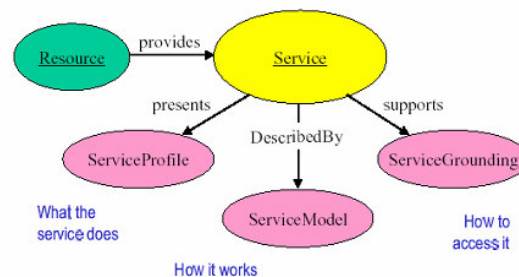 provides
Resource
Service
presents
supports
DescribedBy
ServiceProfile
ServiceGrounding
What the
service does
ServiceModel
How to
access it
How it works